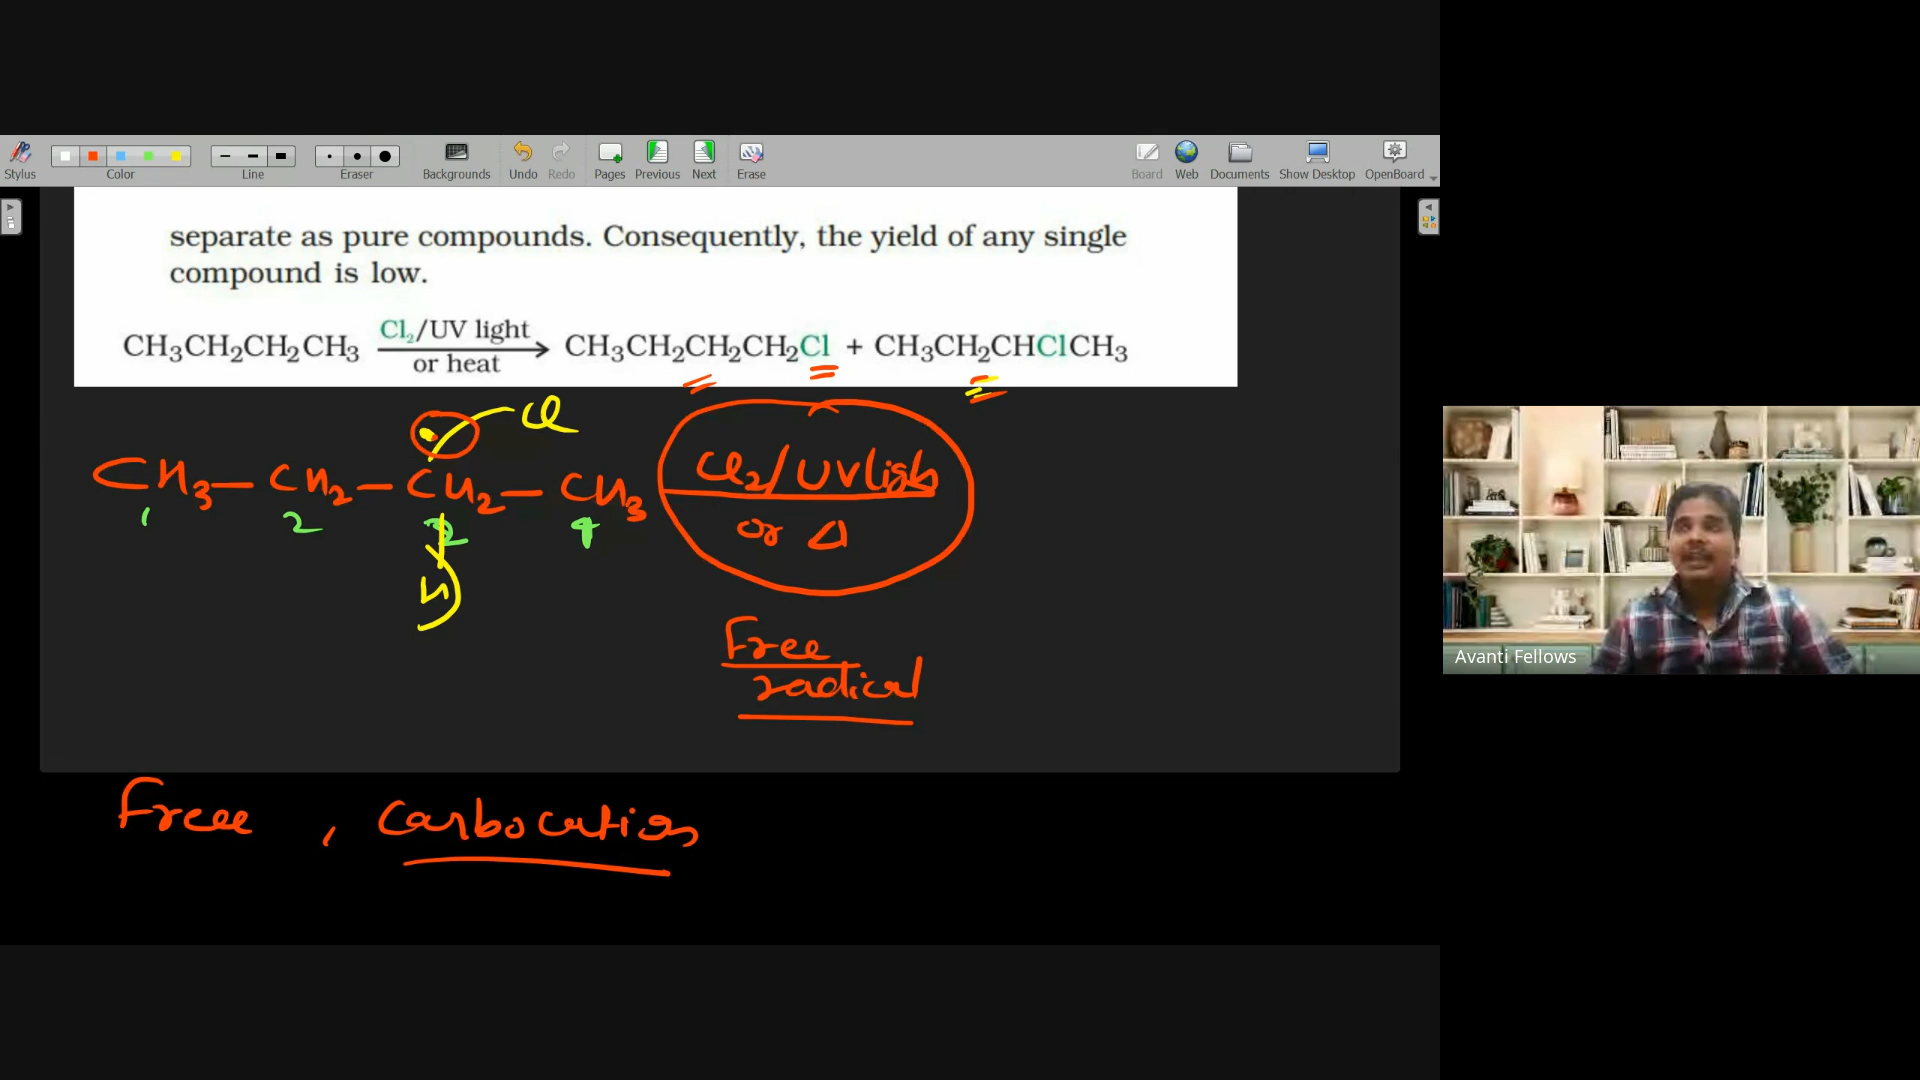 Stylus Color Line Eraser Backgrounds Undo Redo Pages Previous Next Erase Board Web Documents Show Desktop OpenBoard
separate as pure compounds. Consequently, the yield of any single
compound is low.
CH₃CH₂CH₂CH₃ Cl₂/UV light or heat → CH₃CH₂CH₂CH₂Cl + CH₃CH₂CHClCH₃
Cl
CH₃ — CH₂ — CH₂ — CH₃ Cl₂/UV ligh
1 2 3 4 or Δ
H
Free
radical
Avanti Fellows
Free , Carbocation